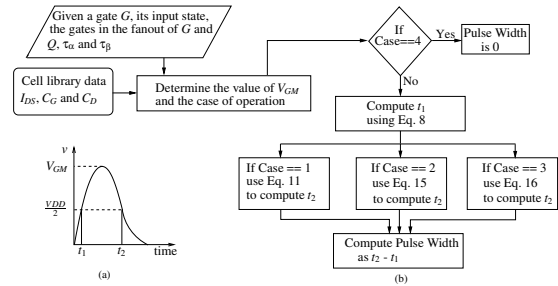 Given a gate G, its input state,
the gates in the fanout of G and
Q, τα and τβ
Cell library data
IDS, CG and CD
Determine the value of VGM
and the case of operation
If
Case==4
Yes
Pulse Width
is 0
No
Compute t1
using Eq. 8
If Case == 1
use Eq. 11
to compute t2
If Case == 2
use Eq. 15
to compute t2
If Case == 3
use Eq. 16
to compute t2
Compute Pulse Width
as t2 - t1
(b)
v
VGM
VDD
2
t1
t2
time
(a)